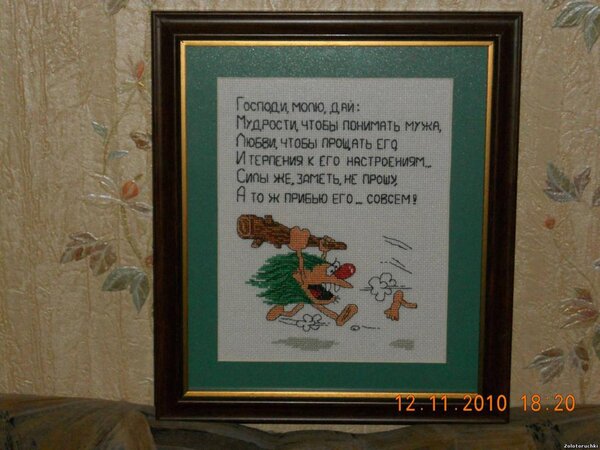 Господи, молю, дай:
Мудрости, чтобы понимать мужа,
Любви, чтобы прощать его,
И терпения к его настроениям...
Силы же, заметь, не прошу,
А то ж прибью его... совсем!
12.11.2010 18:20
Zolotoruchki